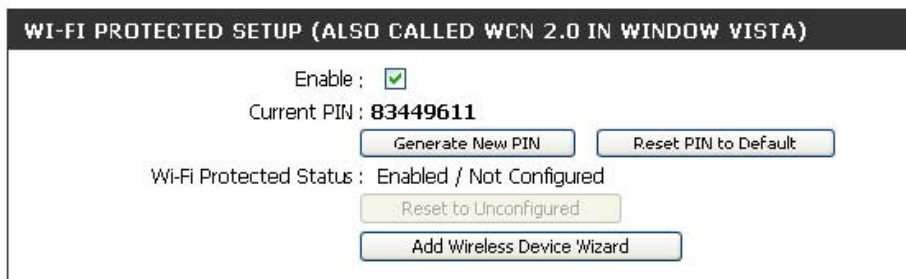 WI-FI PROTECTED SETUP (ALSO CALLED WCN 2.0 IN WINDOW VISTA)
Enable :
Current PIN : 83449611
Generate New PIN Reset PIN to Default
Wi-Fi Protected Status : Enabled / Not Configured
Reset to Unconfigured
Add Wireless Device Wizard